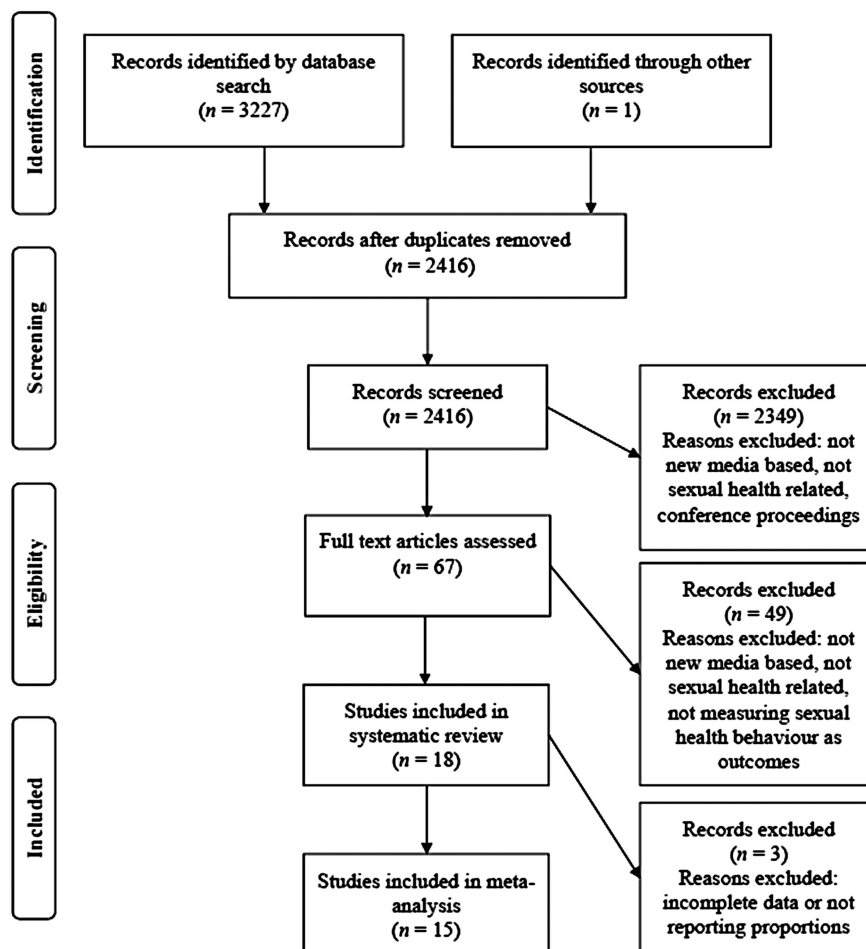 Identification
Records identified by database
search
(n = 3227)
Records identified through other
sources
(n = 1)
Records after duplicates removed
(n = 2416)
Screening
Records screened
(n = 2416)
Records excluded
(n = 2349)
Reasons excluded: not
new media based, not
sexual health related,
conference proceedings
Eligibility
Full text articles assessed
(n = 67)
Records excluded
(n = 49)
Reasons excluded: not
new media based, not
sexual health related,
not measuring sexual
health behaviour as
outcomes
Studies included in
systematic review
(n = 18)
Included
Records excluded
(n = 3)
Reasons excluded:
incomplete data or not
reporting proportions
Studies included in meta-
analysis
(n = 15)